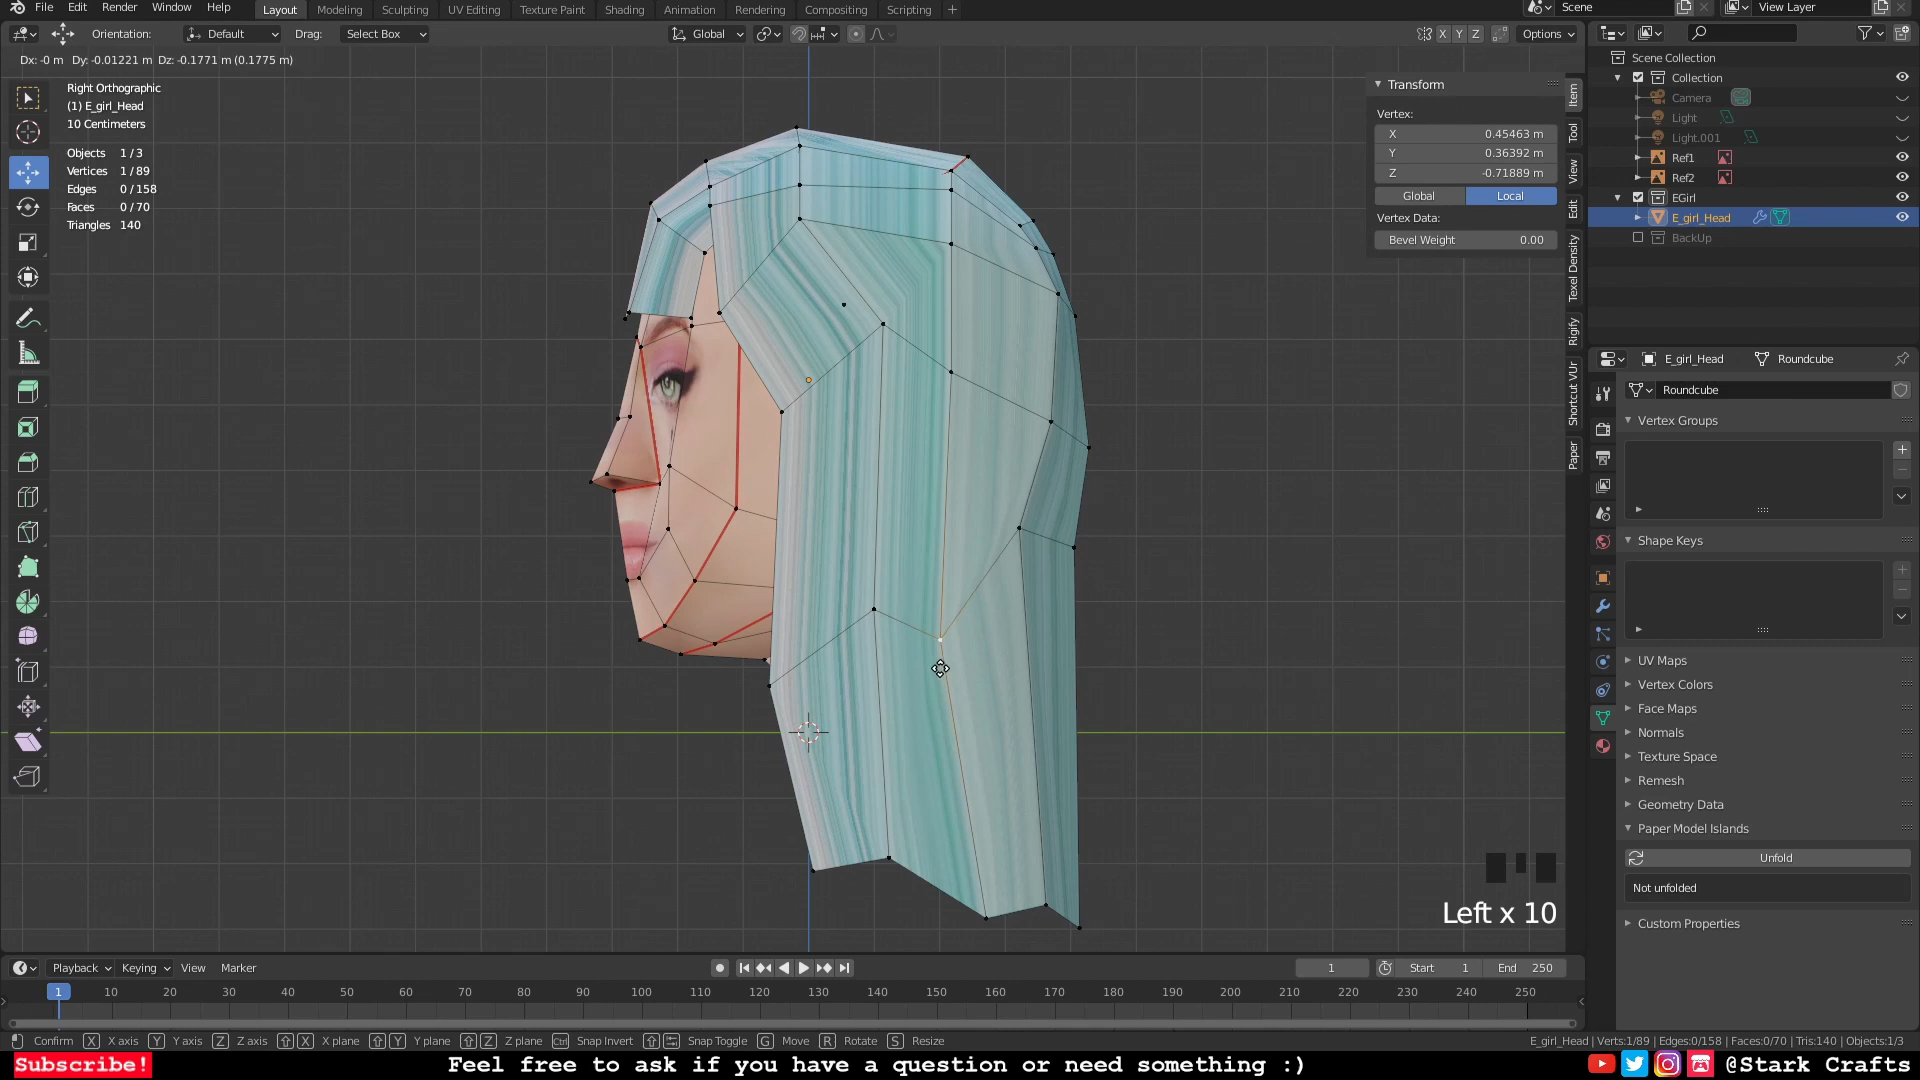 File Edit Render Window Help Layout Modeling Sculpting UV Editing Texture Paint Shading Animation Rendering Compositing Scripting + Scene View Layer
Orientation: Default Drag: Select Box Global X Y Z Options
Dx: -0 m Dy: -0.01221 m Dz: -0.1771 m (0.1775 m)
Right Orthographic
(1) E_girl_Head
10 Centimeters
Objects 1 / 3
Vertices 1 / 89
Edges 0 / 158
Faces 0 / 70
Triangles 140
Transform
Vertex:
X 0.45463 m
Y 0.36392 m
Z -0.71889 m
Global Local
Vertex Data:
Bevel Weight 0.00
Item
Tool
View
Edit
Texel Density
Rigify
Shortcut VUr
Paper
Scene Collection
Collection
Camera
Light
Light.001
Ref1
Ref2
EGirl
E_girl_Head
BackUp
E_girl_Head Roundcube
Roundcube
Vertex Groups
Shape Keys
UV Maps
Vertex Colors
Face Maps
Normals
Texture Space
Remesh
Geometry Data
Paper Model Islands
Unfold
Not unfolded
Custom Properties
Left x 10
Playback Keying View Marker 1 Start 1 End 250
1 10 20 30 40 50 60 70 80 90 100 110 120 130 140 150 160 170 180 190 200 210 220 230 240 250
Confirm X X axis Y Y axis Z Z axis X X plane Y Y plane Z Z plane Ctrl Snap Invert Snap Toggle G Move R Rotate S Resize E_girl_Head | Verts:1/89 | Edges:0/158 | Faces:0/70 | Tris:140 | Objects:1/3
Subscribe! Feel free to ask if you have a question or need something :) @Stark Crafts